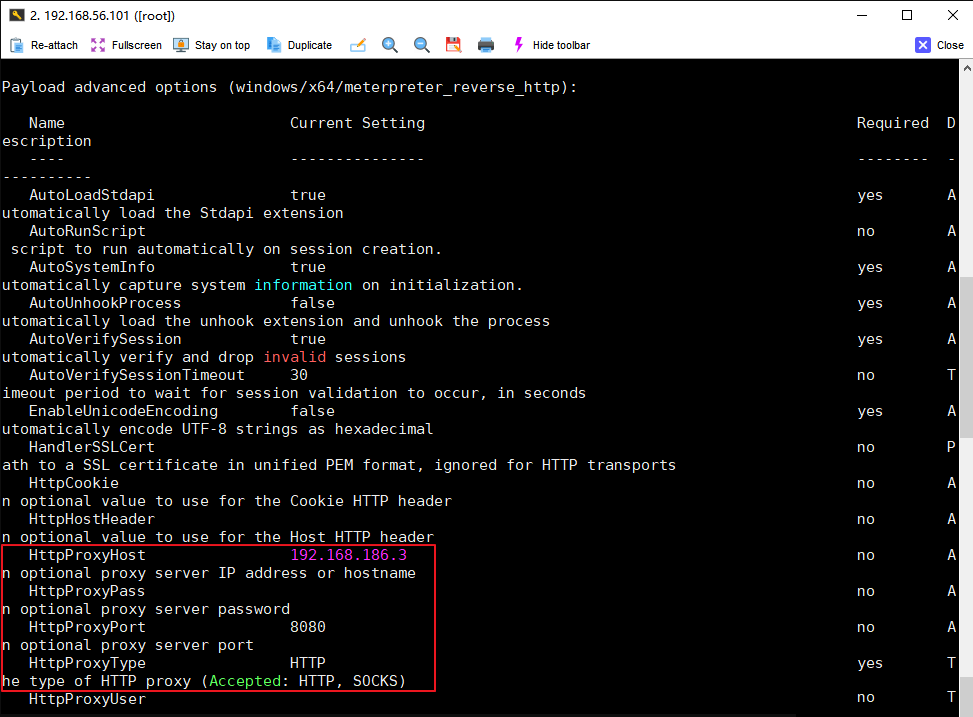 2. 192.168.56.101 ([root])
Re-attach Fullscreen Stay on top Duplicate Hide toolbar Close
Payload advanced options (windows/x64/meterpreter_reverse_http):
Name Current Setting Required D
escription
---- --------------- -------- -
----------
AutoLoadStdapi true yes A
utomatically load the Stdapi extension
AutoRunScript no A
script to run automatically on session creation.
AutoSystemInfo true yes A
utomatically capture system information on initialization.
AutoUnhookProcess false yes A
utomatically load the unhook extension and unhook the process
AutoVerifySession true yes A
utomatically verify and drop invalid sessions
AutoVerifySessionTimeout 30 no T
imeout period to wait for session validation to occur, in seconds
EnableUnicodeEncoding false yes A
utomatically encode UTF-8 strings as hexadecimal
HandlerSSLCert no P
ath to a SSL certificate in unified PEM format, ignored for HTTP transports
HttpCookie no A
n optional value to use for the Cookie HTTP header
HttpHostHeader no A
n optional value to use for the Host HTTP header
HttpProxyHost 192.168.186.3 no A
n optional proxy server IP address or hostname
HttpProxyPass no A
n optional proxy server password
HttpProxyPort 8080 no A
n optional proxy server port
HttpProxyType HTTP yes T
he type of HTTP proxy (Accepted: HTTP, SOCKS)
HttpProxyUser no T